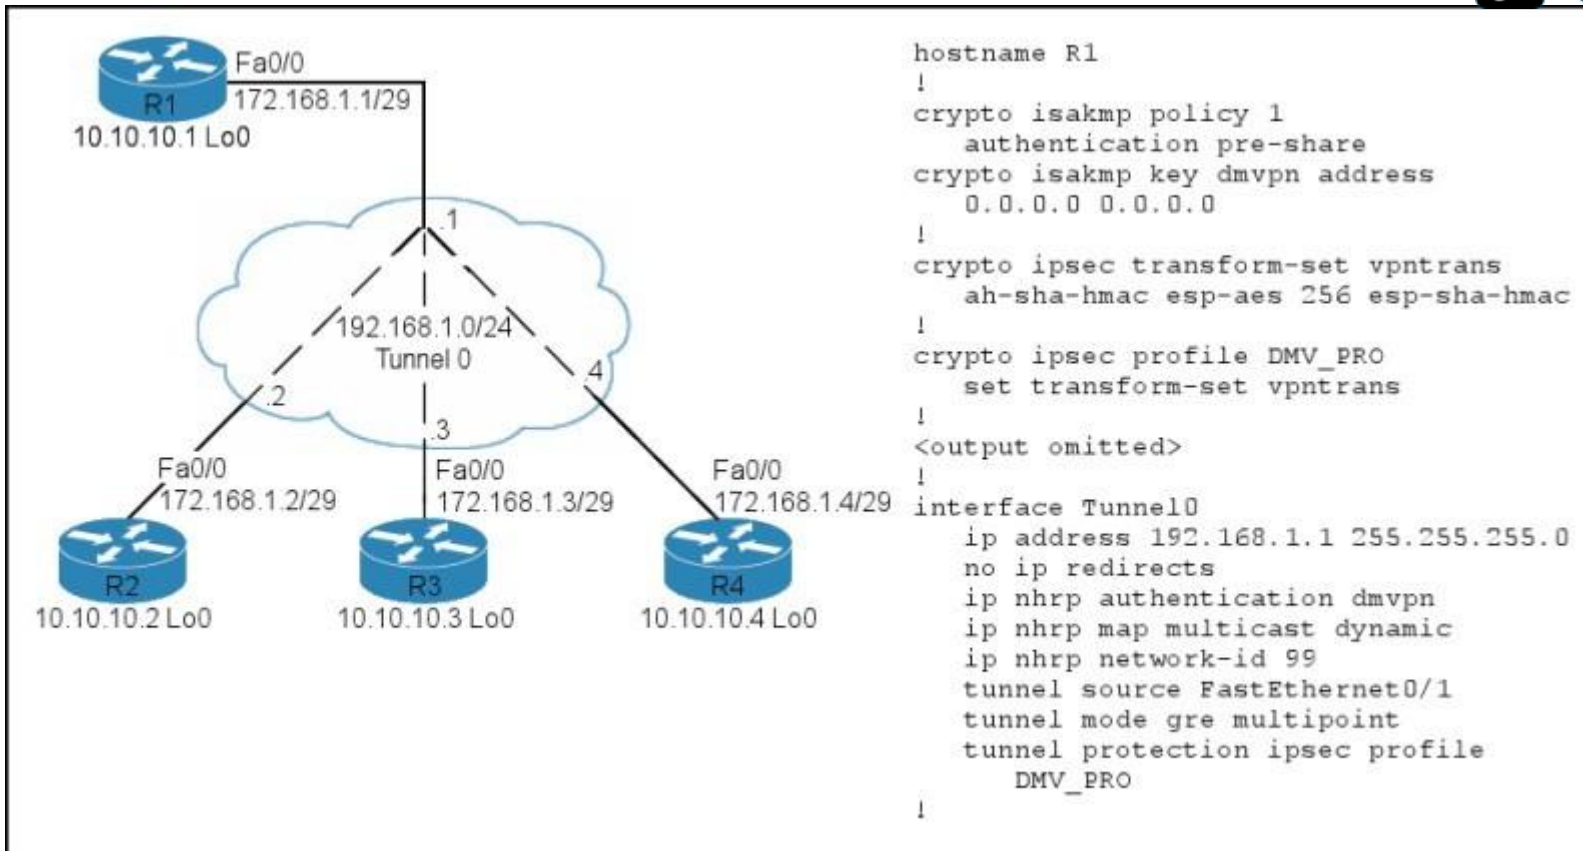 Fa0/0
172.168.1.1/29
R1
10.10.10.1 Lo0
.1
192.168.1.0/24
Tunnel 0
.2
.3
.4
Fa0/0
172.168.1.2/29
Fa0/0
172.168.1.3/29
Fa0/0
172.168.1.4/29
R2
10.10.10.2 Lo0
R3
10.10.10.3 Lo0
R4
10.10.10.4 Lo0
hostname R1
!
crypto isakmp policy 1
authentication pre-share
crypto isakmp key dmvpn address
0.0.0.0 0.0.0.0
!
crypto ipsec transform-set vpntrans
ah-sha-hmac esp-aes 256 esp-sha-hmac
!
crypto ipsec profile DMV_PRO
set transform-set vpntrans
!
<output omitted>
!
interface Tunnel0
ip address 192.168.1.1 255.255.255.0
no ip redirects
ip nhrp authentication dmvpn
ip nhrp map multicast dynamic
ip nhrp network-id 99
tunnel source FastEthernet0/1
tunnel mode gre multipoint
tunnel protection ipsec profile
DMV_PRO
!